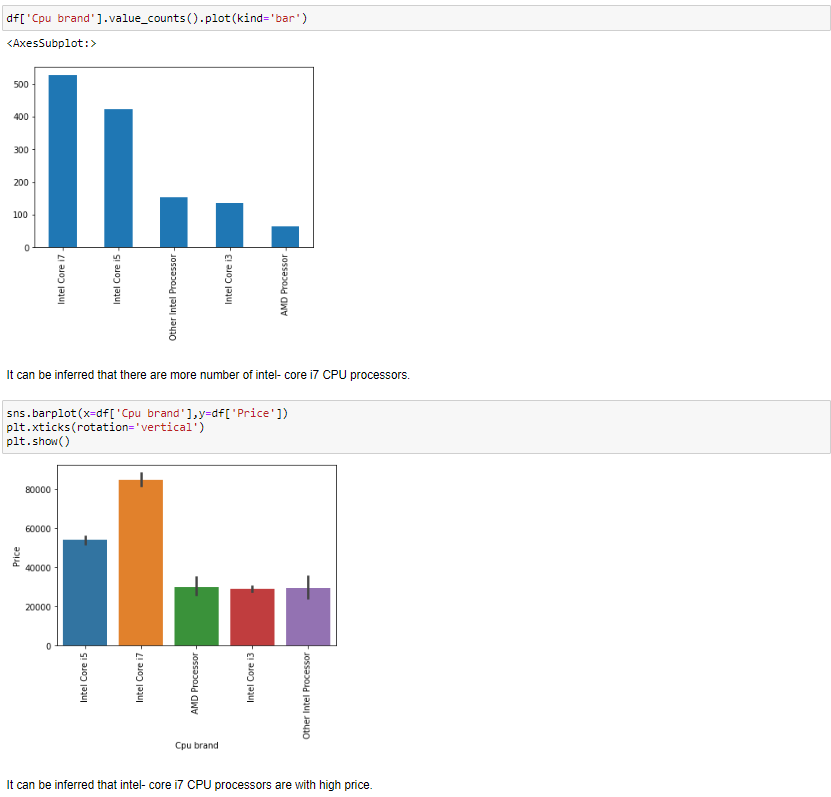 df['Cpu brand'].value_counts().plot(kind='bar')
<AxesSubplot:>
500
400
300
200
100
0
Intel Core i7
Intel Core i5
Other Intel Processor
Intel Core i3
AMD Processor
It can be inferred that there are more number of intel- core i7 CPU processors.
sns.barplot(x=df['Cpu brand'],y=df['Price'])
plt.xticks(rotation='vertical')
plt.show()
80000
60000
40000
20000
0
Price
Intel Core i5
Intel Core i7
AMD Processor
Intel Core i3
Other Intel Processor
Cpu brand
It can be inferred that intel- core i7 CPU processors are with high price.